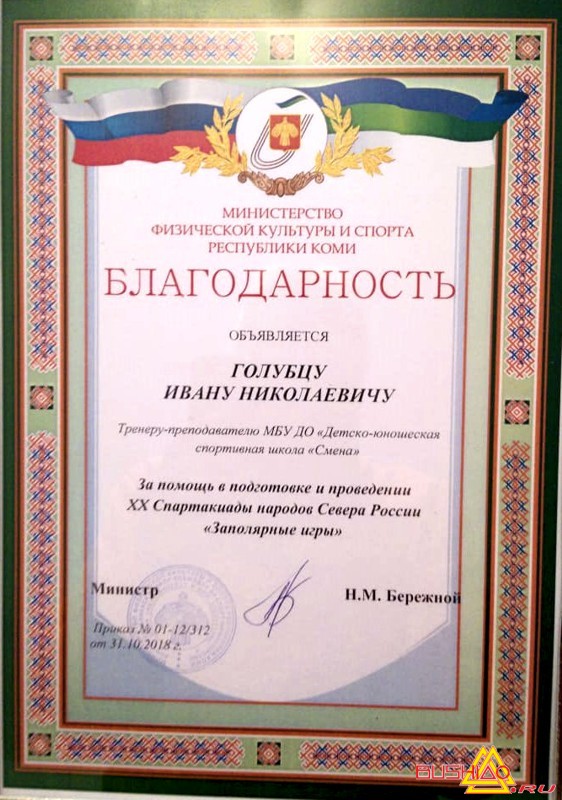 МИНИСТЕРСТВО
ФИЗИЧЕСКОЙ КУЛЬТУРЫ И СПОРТА
РЕСПУБЛИКИ КОМИ
БЛАГОДАРНОСТЬ
ОБЪЯВЛЯЕТСЯ
ГОЛУБЦУ
ИВАНУ НИКОЛАЕВИЧУ
Тренеру-преподавателю МБУ ДО «Детско-юношеская
спортивная школа «Смена»
За помощь в подготовке и проведении
XX Спартакиады народов Севера России
«Заполярные игры»
Министр Н.М. Бережной
Приказ № 01-12/312
от 31.10.2018 г.
BUSHIDO.RU